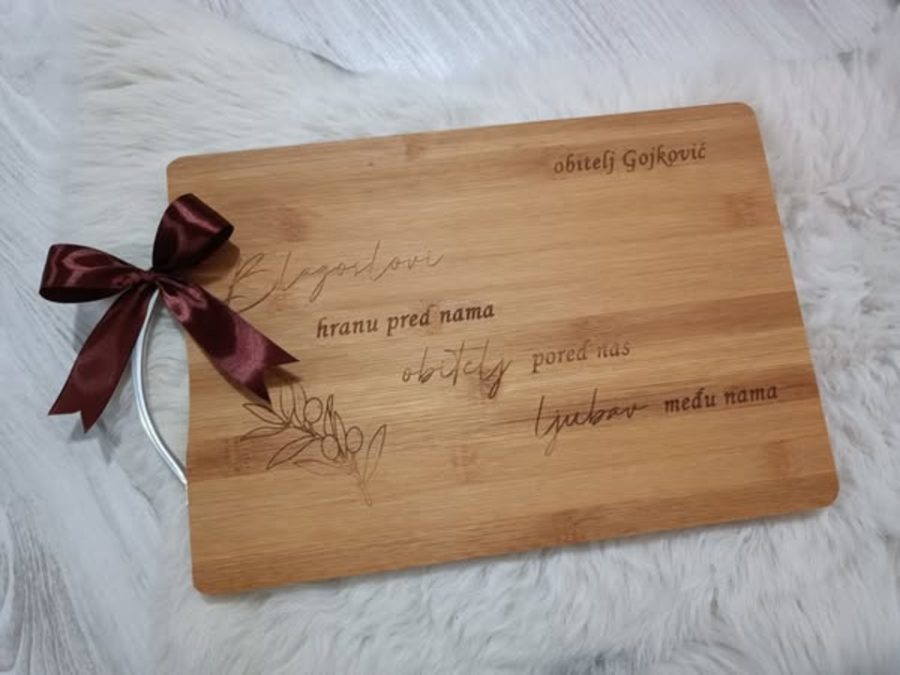 obitelj Gojković
Blagoslovi
hranu pred nama
obitelj pored nas
ljubav među nama